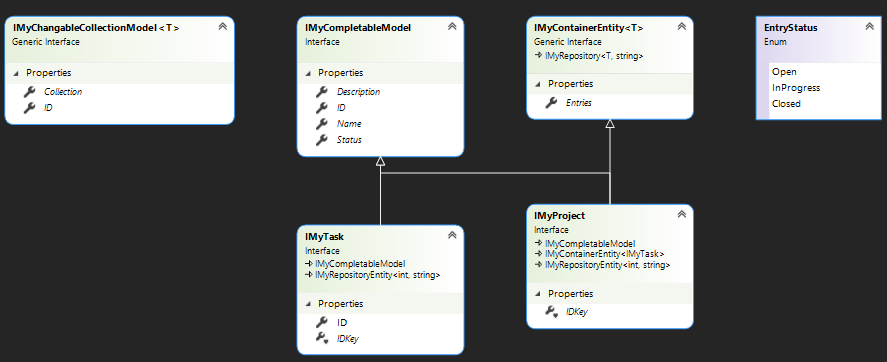 IMyChangableCollectionModel<T>
Generic Interface
Properties
Collection
ID
IMyCompletableModel
Interface
Properties
Description
ID
Name
Status
IMyContainerEntity<T>
Generic Interface
IMyRepository<T, string>
Properties
Entries
EntryStatus
Enum
Open
InProgress
Closed
IMyTask
Interface
IMyCompletableModel
IMyRepositoryEntity<int, string>
Properties
ID
IDKey
IMyProject
Interface
IMyCompletableModel
IMyContainerEntity<IMyTask>
IMyRepositoryEntity<int, string>
Properties
IDKey